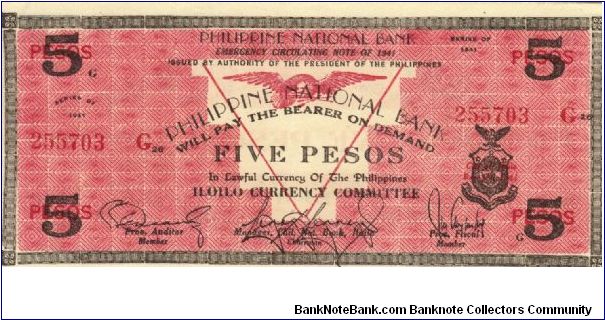 PHILIPPINE NATIONAL BANK
EMERGENCY CIRCULATING NOTE OF 1941
ISSUED BY AUTHORITY OF THE PRESIDENT OF THE PHILIPPINES
5 PESOS
G
SERIES OF
1941
5 PESOS
SERIES OF
1941
PHILIPPINE NATIONAL BANK
WILL PAY THE BEARER ON DEMAND
255703 G26
255703 G26
FIVE PESOS
In Lawful Currency Of The Philippines
ILOILO CURRENCY COMMITTEE
5 PESOS
5 PESOS
G
Prov. Auditor
Member
Manager, Phil. Nat. Bank, Iloilo
Chairman
Prov. Fiscal
Member
BankNoteBank.com Banknote Collectors Community